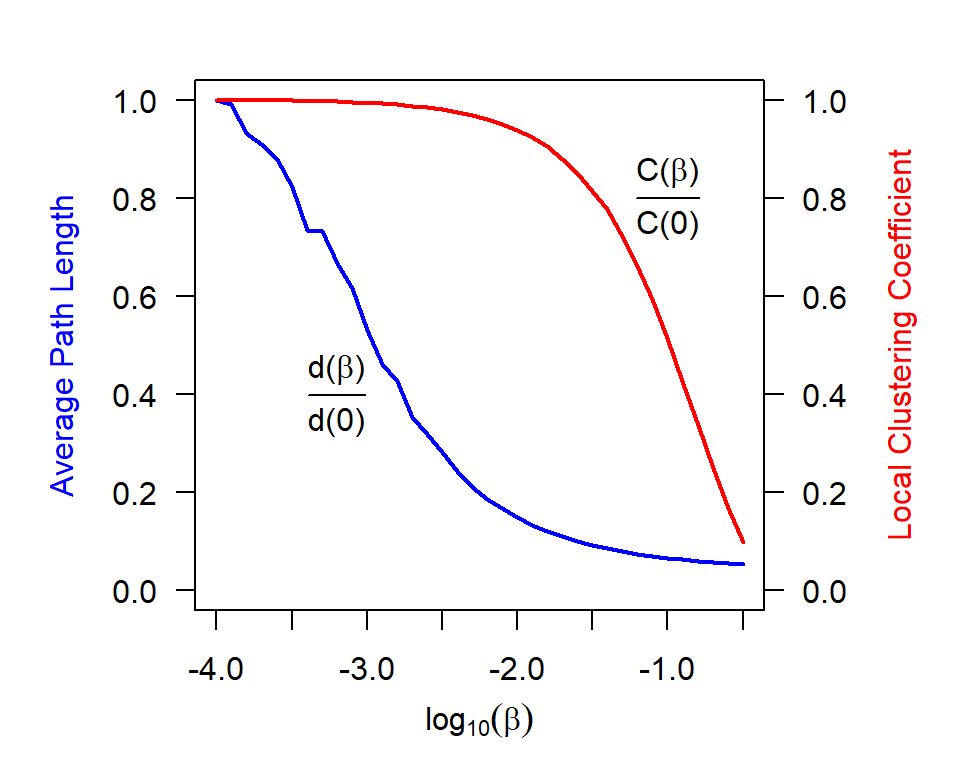 1.0
0.8
0.6
0.4
0.2
0.0
Average Path Length
C(β)
C(0)
d(β)
d(0)
1.0
0.8
0.6
0.4
0.2
0.0
Local Clustering Coefficient
-4.0 -3.0 -2.0 -1.0
log₁₀(β)